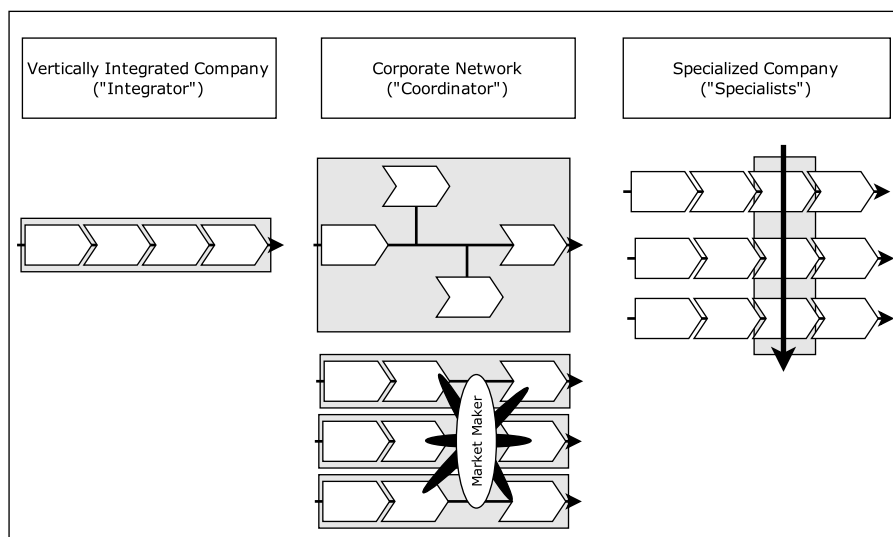 Vertically Integrated Company
("Integrator")
Corporate Network
("Coordinator")
Specialized Company
("Specialists")
Market Maker